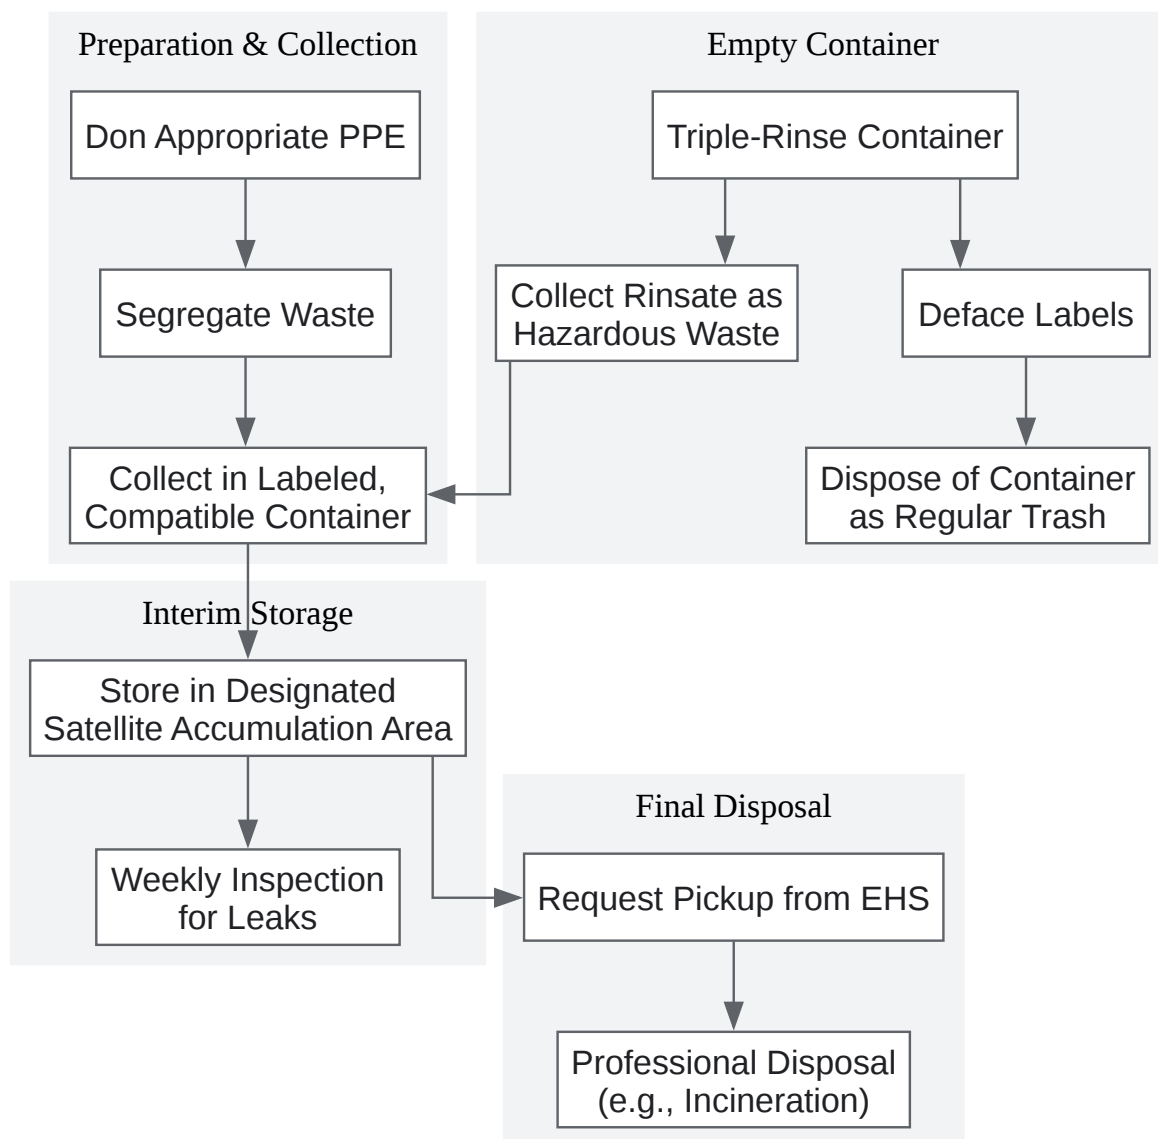 Preparation & Collection
Don Appropriate PPE
Segregate Waste
Collect in Labeled,
Compatible Container
Empty Container
Triple-Rinse Container
Collect Rinsate as
Hazardous Waste
Deface Labels
Dispose of Container
as Regular Trash
Interim Storage
Store in Designated
Satellite Accumulation Area
Weekly Inspection
for Leaks
Final Disposal
Request Pickup from EHS
Professional Disposal
(e.g., Incineration)